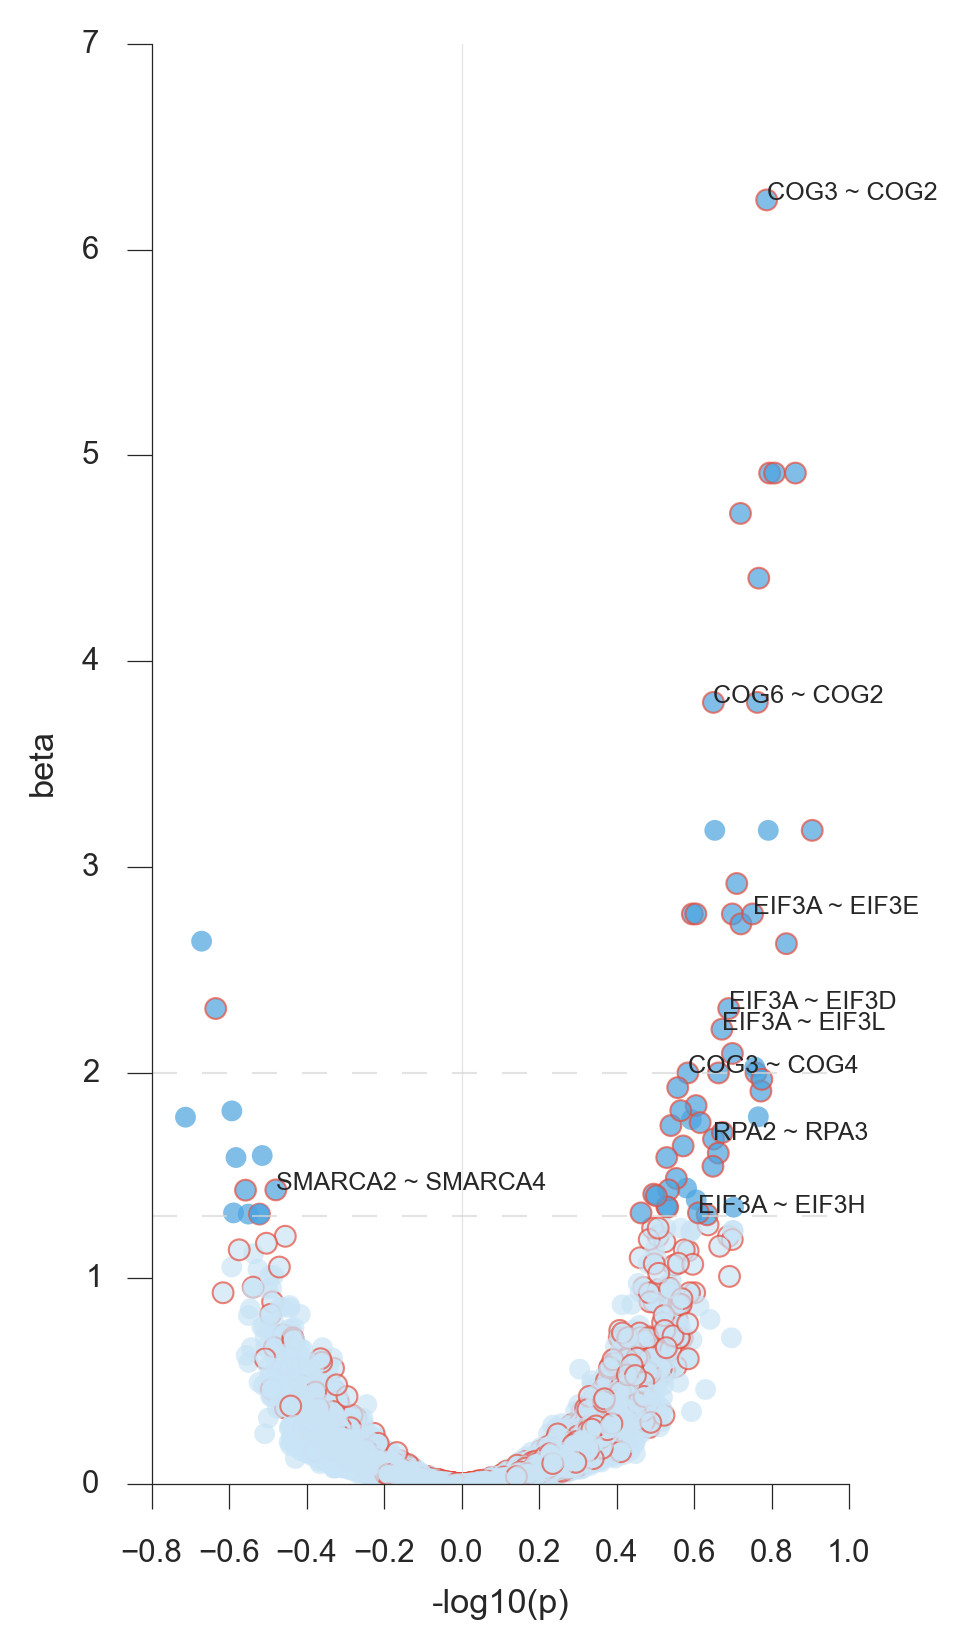 7
COG3 ~ COG2
6
5
4
COG6 ~ COG2
beta
3
EIF3A ~ EIF3E
EIF3A ~ EIF3D
EIF3A ~ EIF3L
2
COG3 ~ COG4
RPA2 ~ RPA3
SMARCA2 ~ SMARCA4
EIF3A ~ EIF3H
1
0
−0.8 −0.6 −0.4 −0.2 0.0 0.2 0.4 0.6 0.8 1.0
-log10(p)